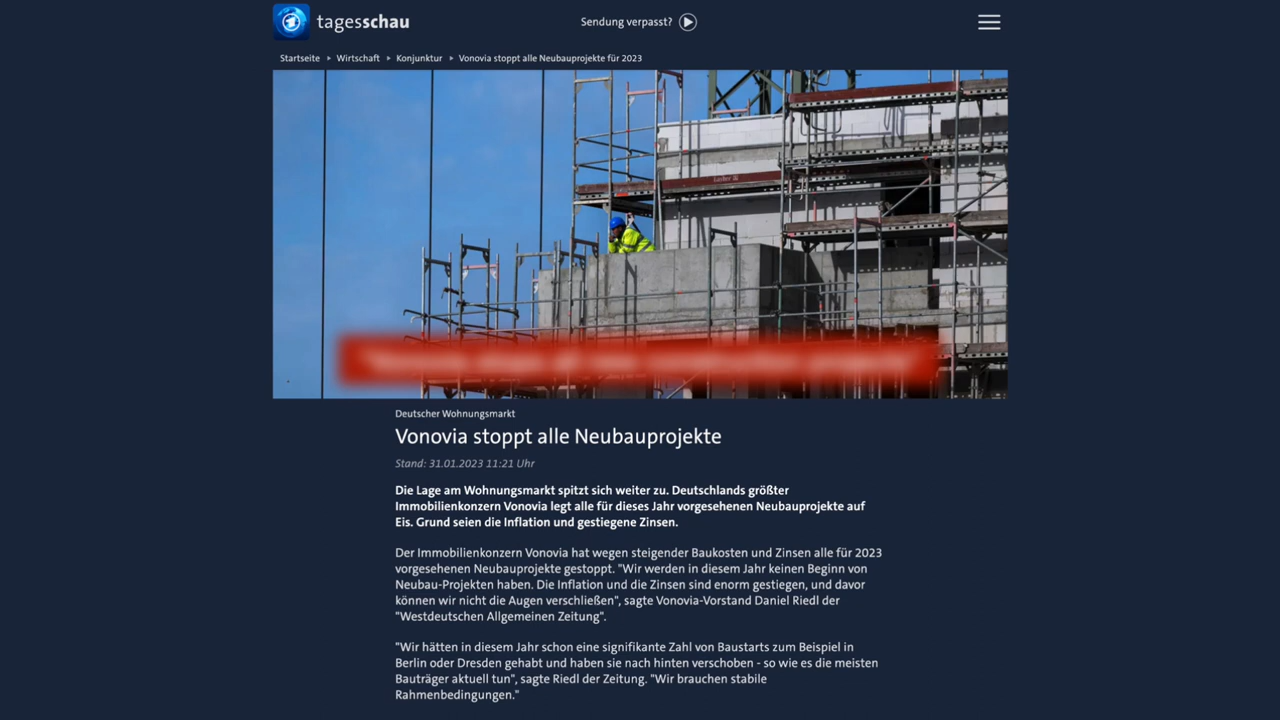 tagesschau
Sendung verpasst?
Startseite ▸ Wirtschaft ▸ Konjunktur ▸ Vonovia stoppt alle Neubauprojekte für 2023
Deutscher Wohnungsmarkt
Vonovia stoppt alle Neubauprojekte
Stand: 31.01.2023 11:21 Uhr
Die Lage am Wohnungsmarkt spitzt sich weiter zu. Deutschlands größter
Immobilienkonzern Vonovia legt alle für dieses Jahr vorgesehenen Neubauprojekte auf
Eis. Grund seien die Inflation und gestiegene Zinsen.
Der Immobilienkonzern Vonovia hat wegen steigender Baukosten und Zinsen alle für 2023
vorgesehenen Neubauprojekte gestoppt. "Wir werden in diesem Jahr keinen Beginn von
Neubau-Projekten haben. Die Inflation und die Zinsen sind enorm gestiegen, und davor
können wir nicht die Augen verschließen", sagte Vonovia-Vorstand Daniel Riedl der
"Westdeutschen Allgemeinen Zeitung".
"Wir hätten in diesem Jahr schon eine signifikante Zahl von Baustarts zum Beispiel in
Berlin oder Dresden gehabt und haben sie nach hinten verschoben - so wie es die meisten
Bauträger aktuell tun", sagte Riedl der Zeitung. "Wir brauchen stabile
Rahmenbedingungen."